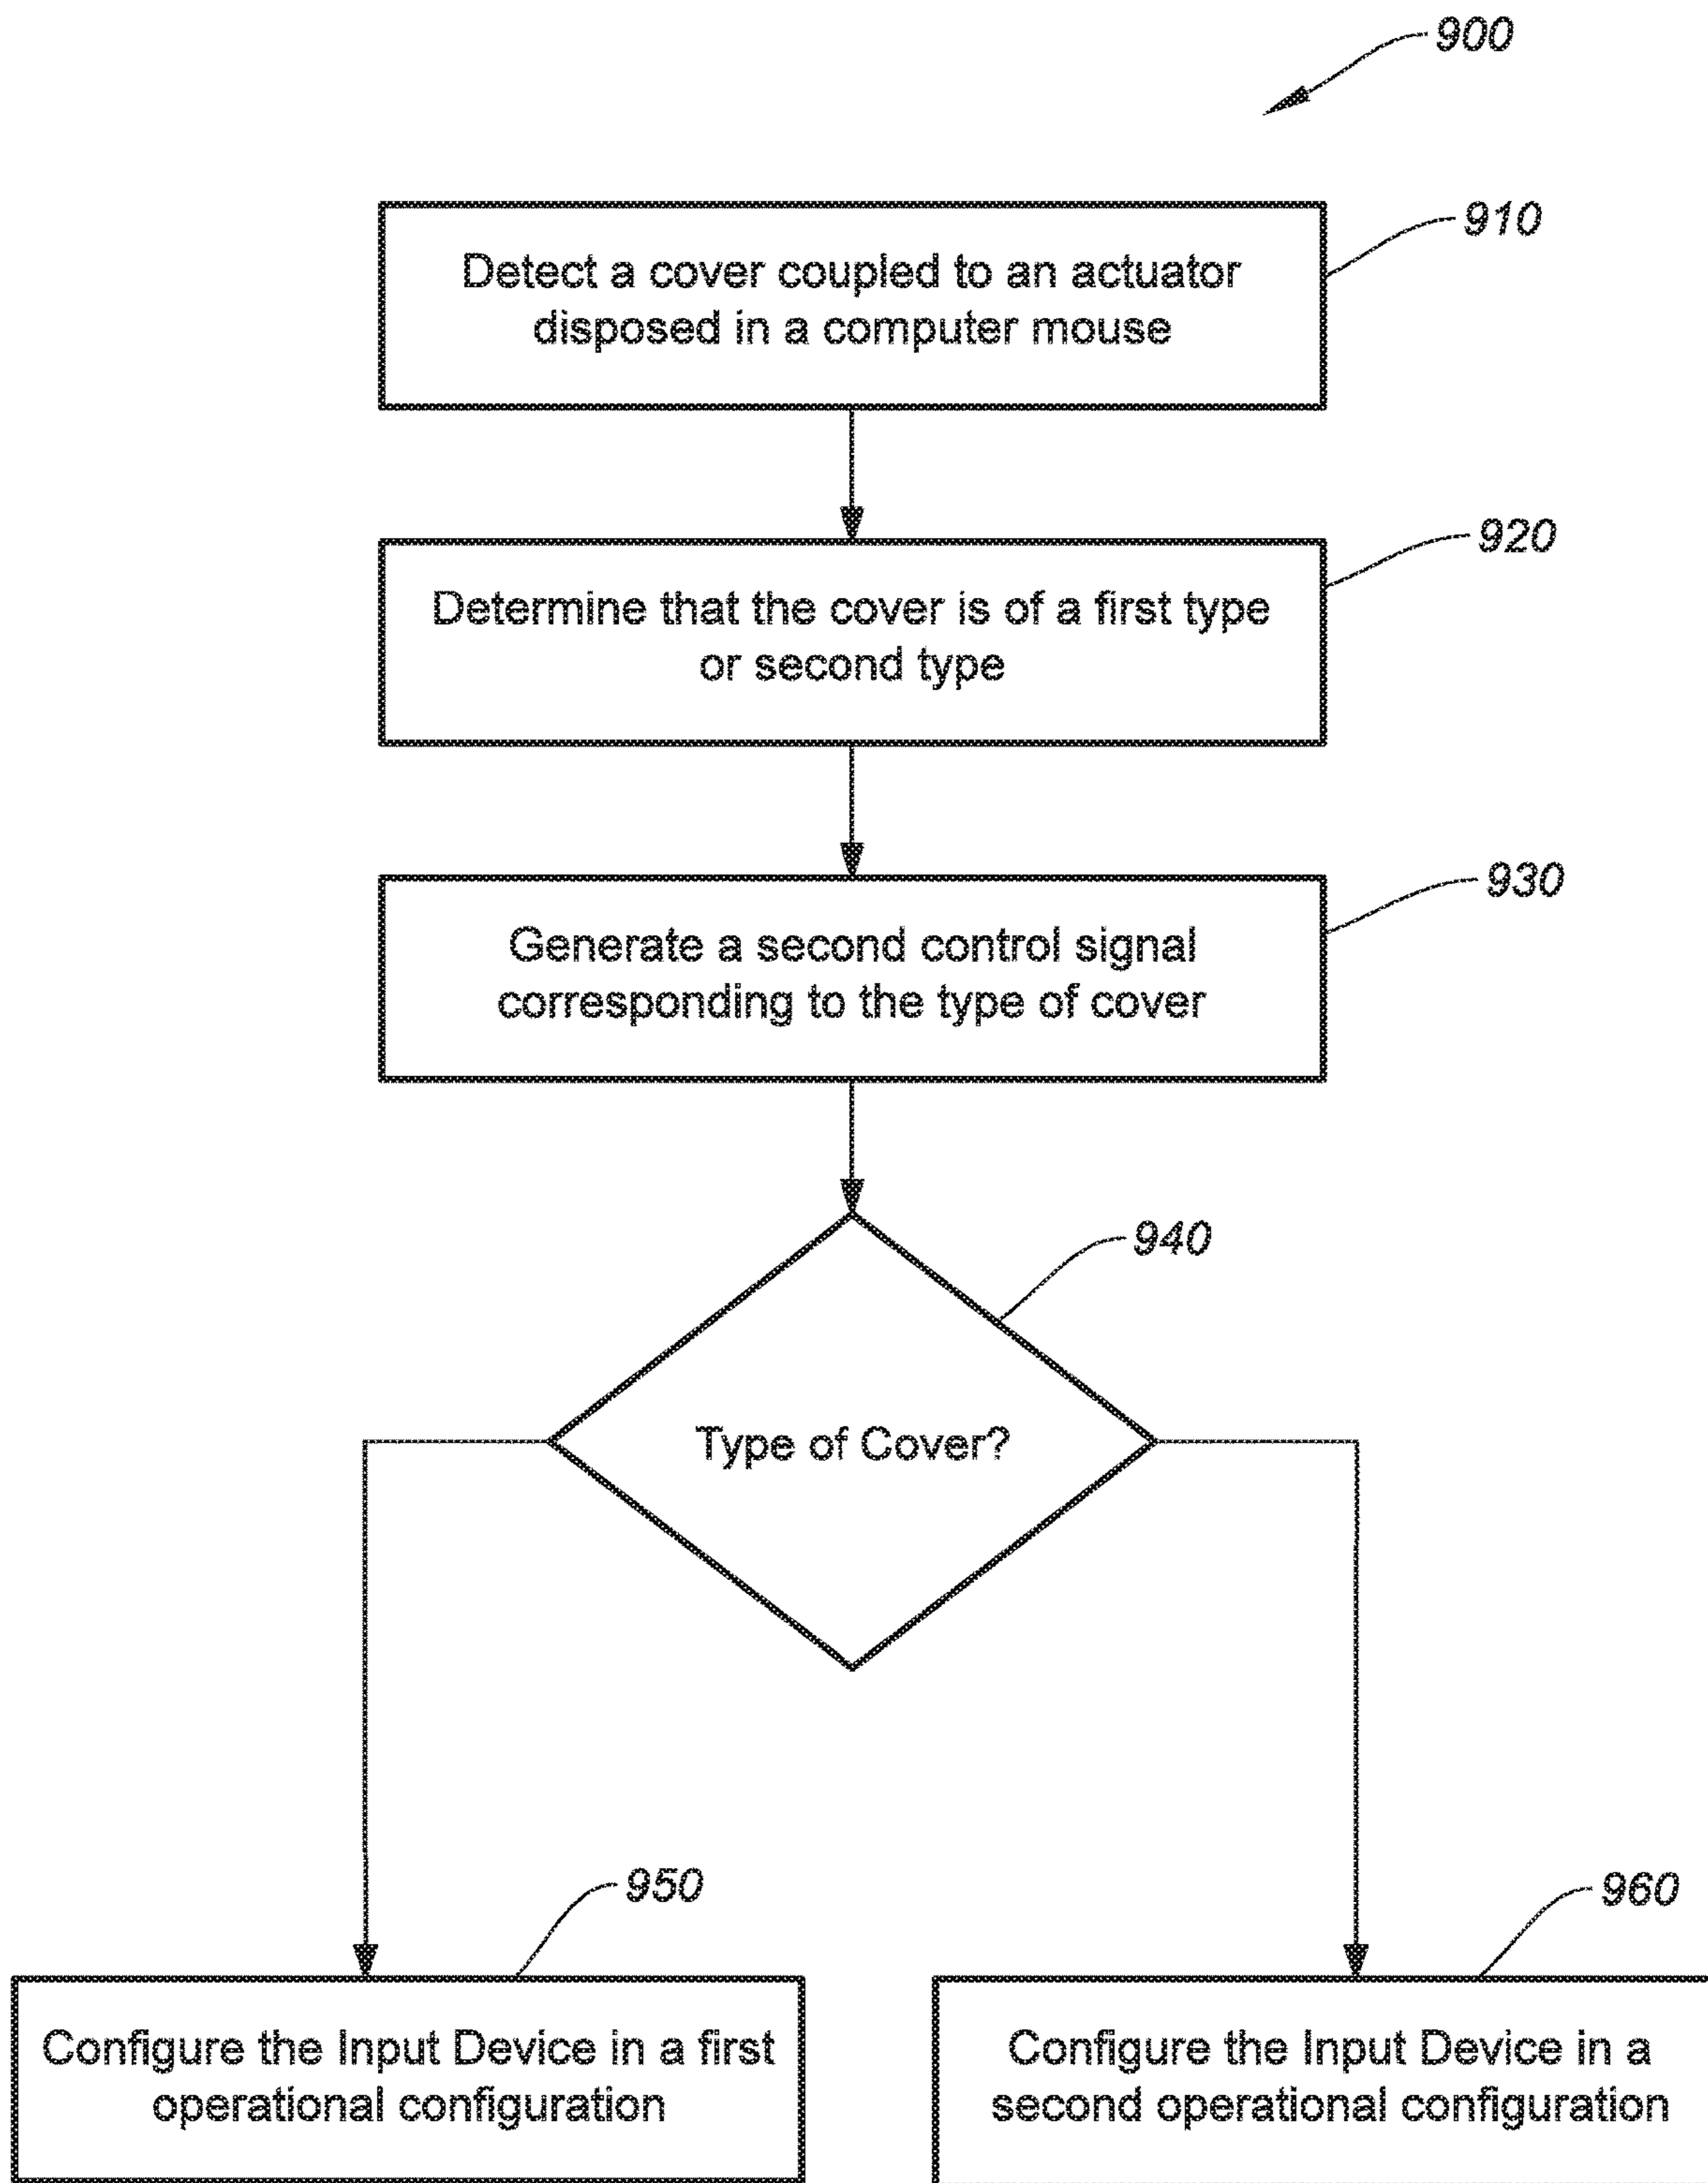 900
910
Detect a cover coupled to an actuator
disposed in a computer mouse
920
Determine that the cover is of a first type
or second type
930
Generate a second control signal
corresponding to the type of cover
940
Type of Cover?
950
Configure the Input Device in a first
operational configuration
960
Configure the Input Device in a
second operational configuration